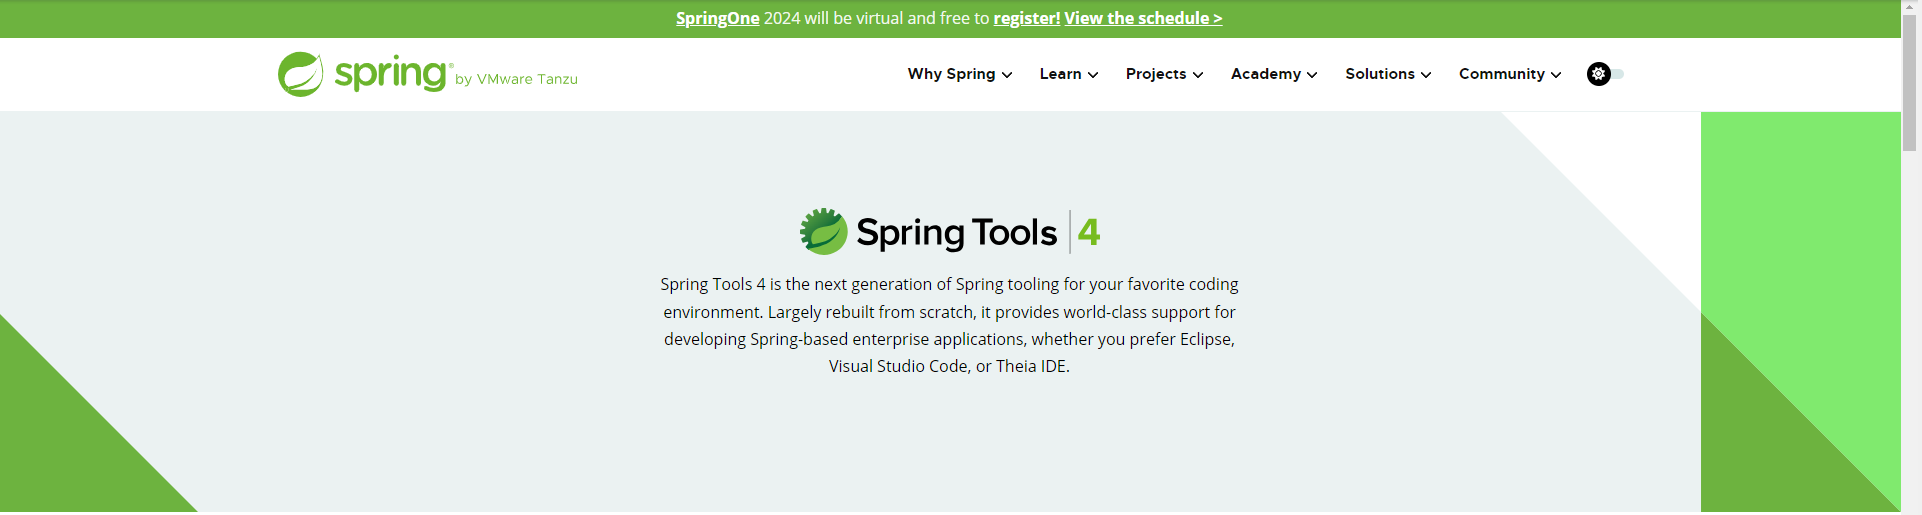 SpringOne 2024 will be virtual and free to register! View the schedule >
spring® by VMware Tanzu
Why Spring Learn Projects Academy Solutions Community
Spring Tools 4
Spring Tools 4 is the next generation of Spring tooling for your favorite coding
environment. Largely rebuilt from scratch, it provides world-class support for
developing Spring-based enterprise applications, whether you prefer Eclipse,
Visual Studio Code, or Theia IDE.